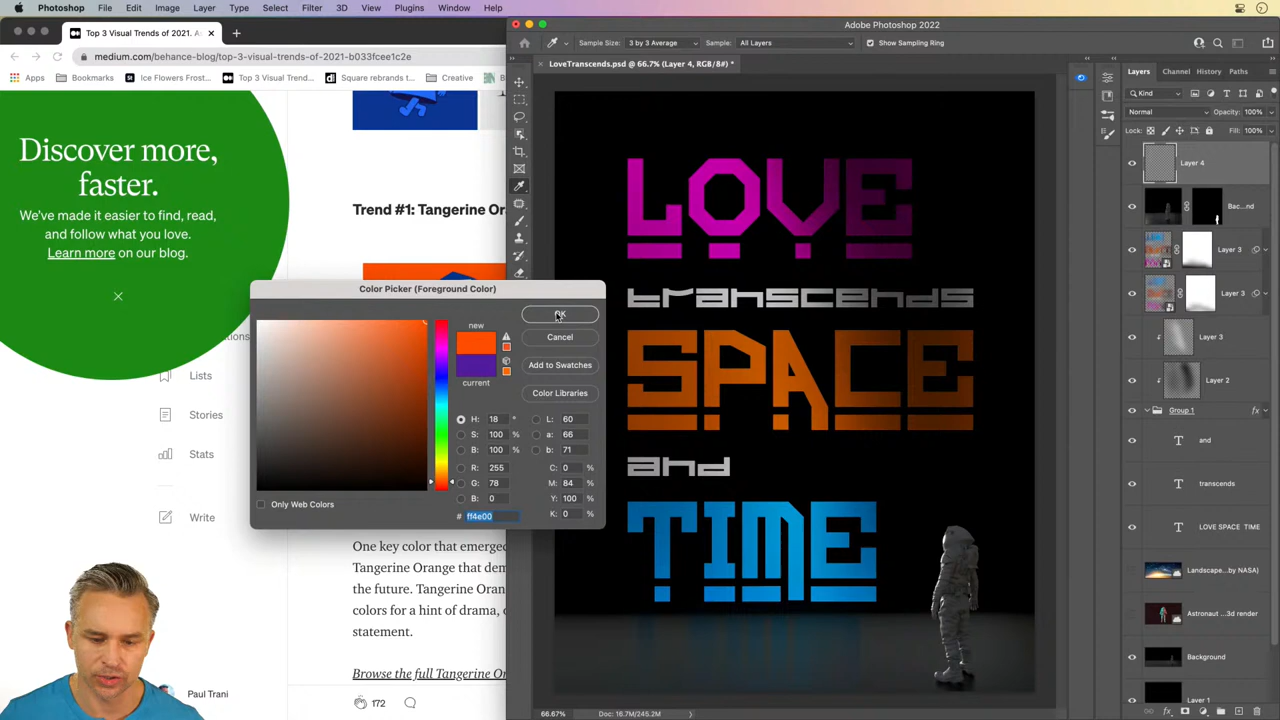 Photoshop File Edit Image Layer Type Select Filter 3D View Plugins Window Help
Top 3 Visual Trends of 2021. A
medium.com/behance-blog/top-3-visual-trends-of-2021-b033fcee1c2e
Apps Bookmarks Ice Flowers Frost... Top 3 Visual Trend... Square rebrands t... Creative
Adobe Photoshop 2022
Sample Size: 3 by 3 Average Sample: All Layers Show Sampling Ring
LoveTranscends.psd @ 66.7% (Layer 4, RGB/8#) *
Discover more,
faster.
We've made it easier to find, read,
and follow what you love.
Learn more on our blog.
Lists
Stories
Stats
Write
Trend #1: Tangerine Or
One key color that emerged
Tangerine Orange that dem
the future. Tangerine Oran
colors for a hint of drama, o
statement.
Browse the full Tangerine Or
172
Paul Trani
Color Picker (Foreground Color)
new
current
OK
Cancel
Add to Swatches
Color Libraries
H: 18 °
S: 100 %
B: 100 %
R: 255
G: 78
B: 0
# ff4e00
L: 60
a: 66
b: 71
C: 0 %
M: 84 %
Y: 100 %
K: 0 %
Only Web Colors
LOVE
transcends
SPACE
and
TIME
66.67% Doc: 16.7M/245.2M
Layers Channel History Paths
Kind
Normal Opacity: 100%
Lock: Fill: 100%
Layer 4
Bac...nd
Layer 3
Layer 3
Layer 3
Layer 2
Group 1
and
transcends
LOVE SPACE TIME
Landscape...by NASA)
Astronaut ...3d render
Background
Layer 1